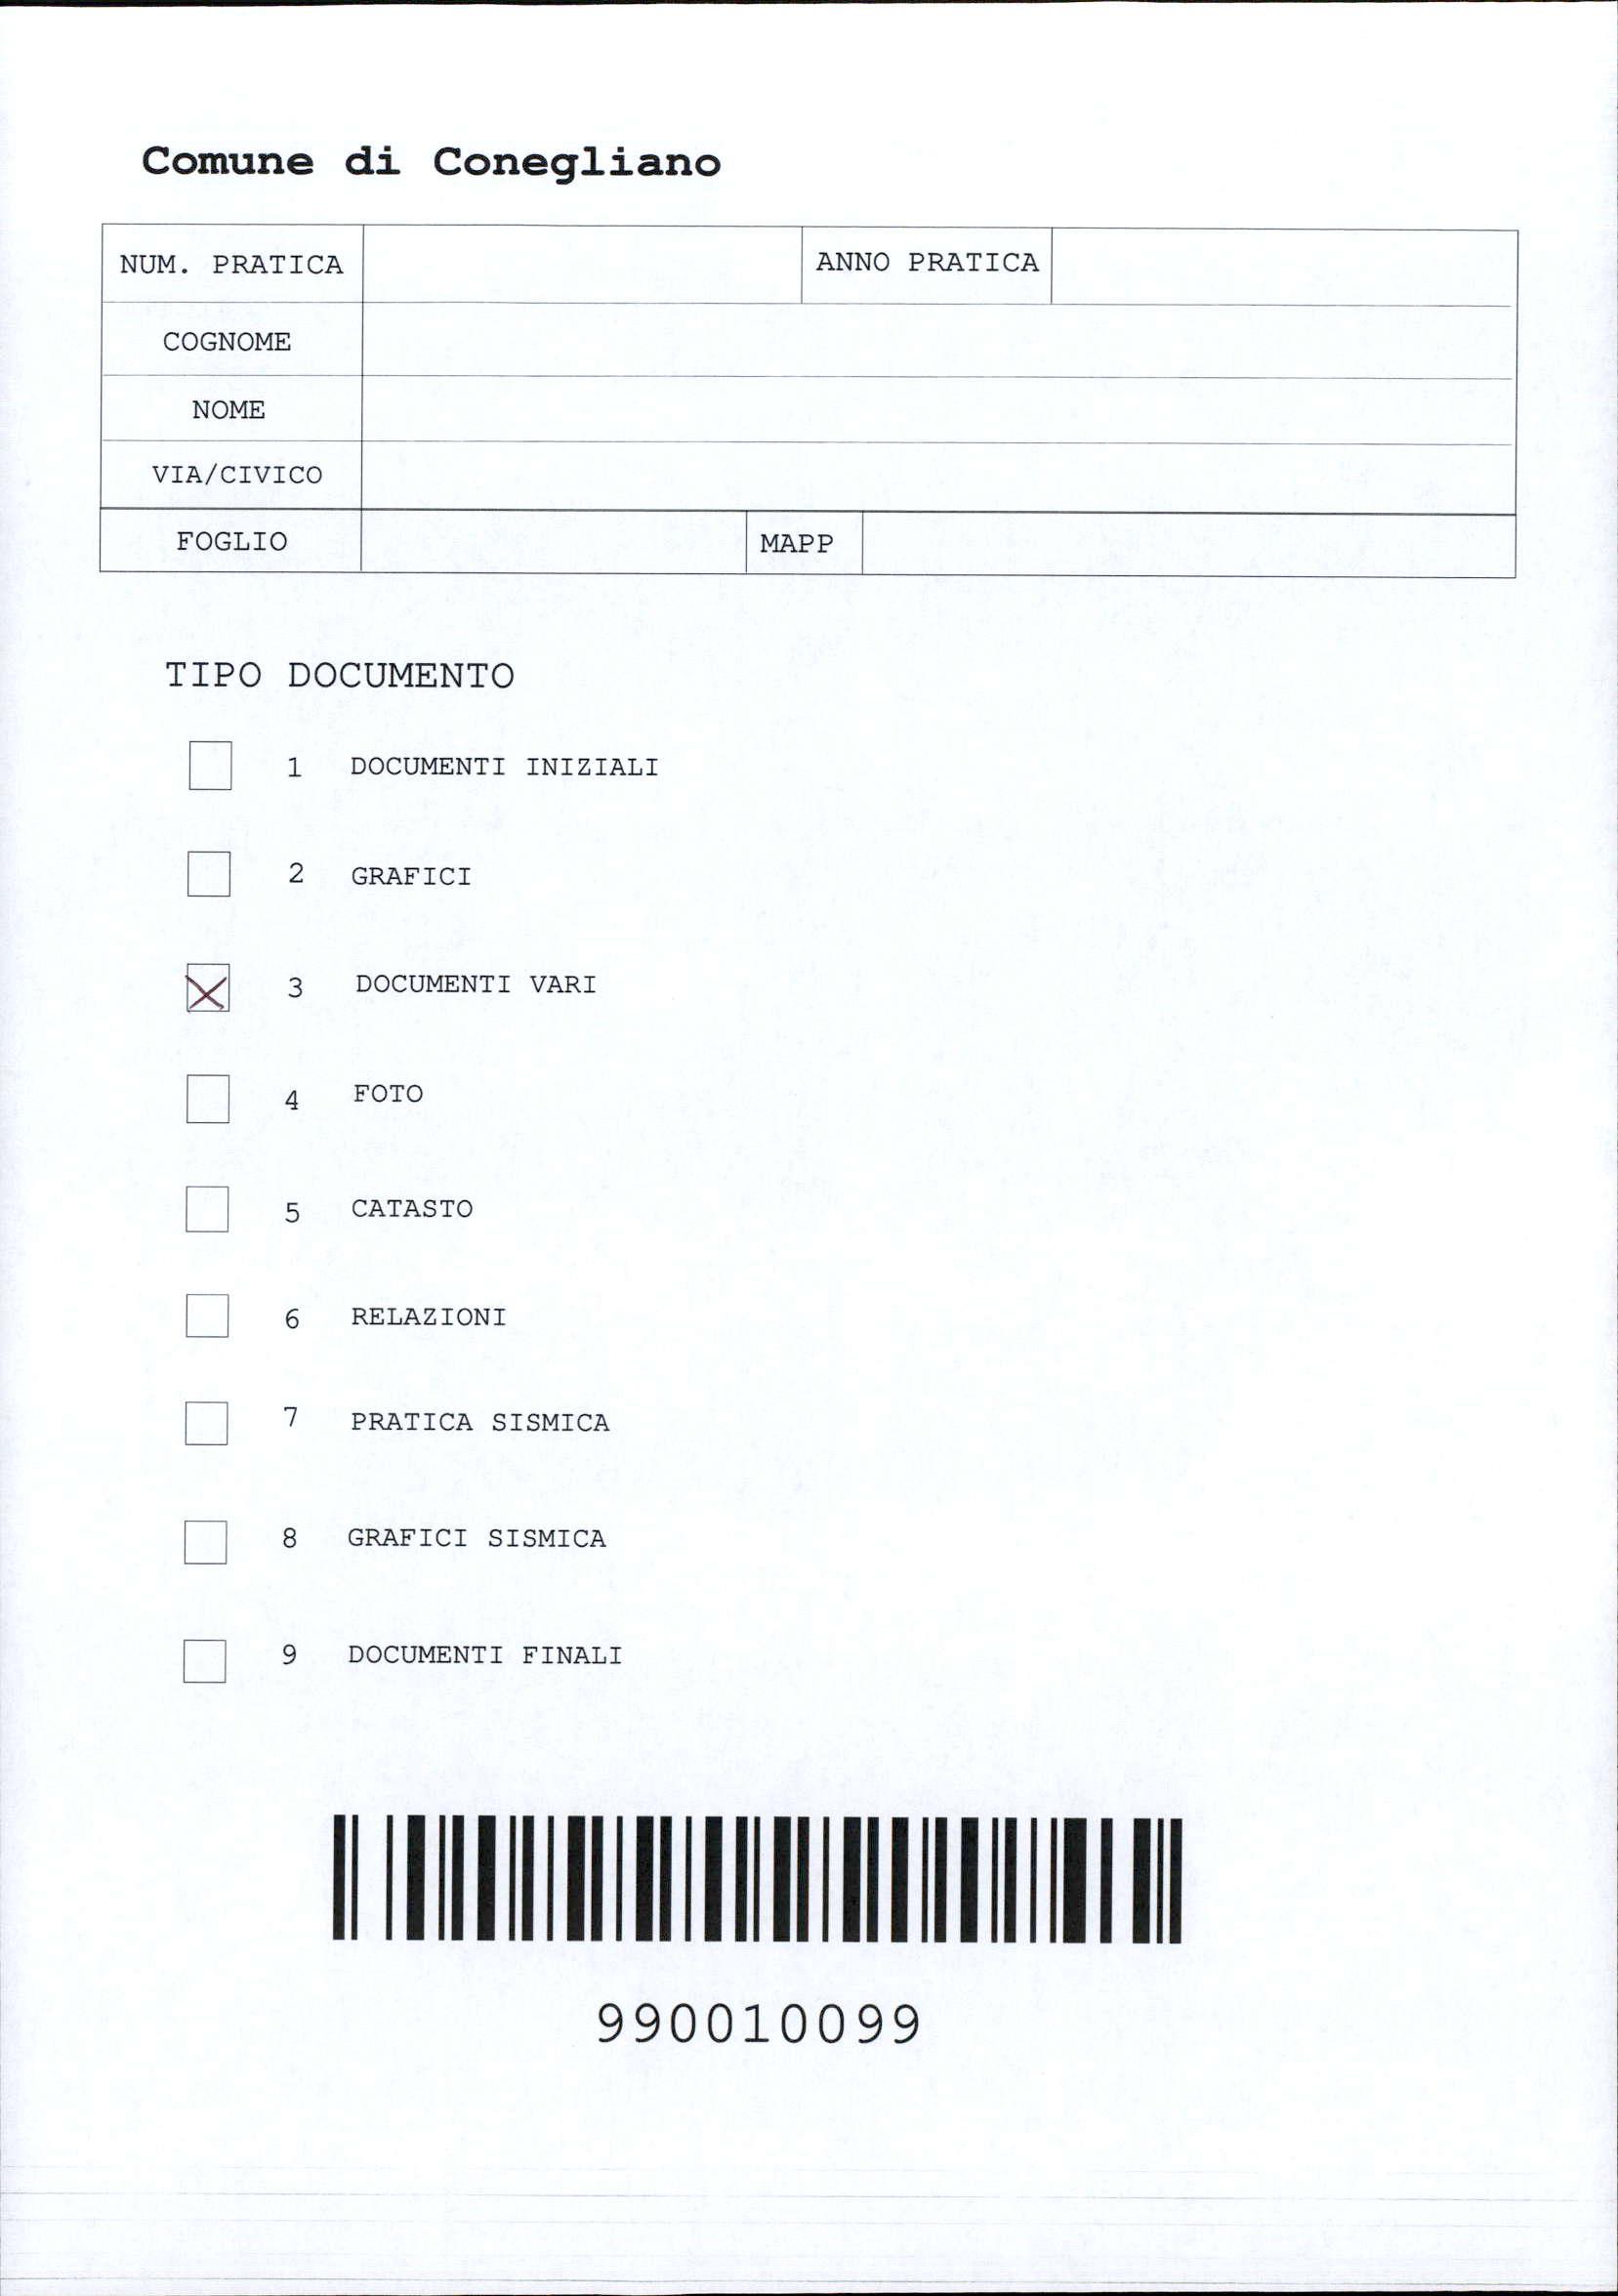 Comune di Conegliano
NUM. PRATICA ANNO PRATICA
COGNOME
NOME
VIA/CIVICO
FOGLIO MAPP
TIPO DOCUMENTO
1 DOCUMENTI INIZIALI
2 GRAFICI
3 DOCUMENTI VARI
4 FOTO
5 CATASTO
6 RELAZIONI
7 PRATICA SISMICA
8 GRAFICI SISMICA
9 DOCUMENTI FINALI
990010099